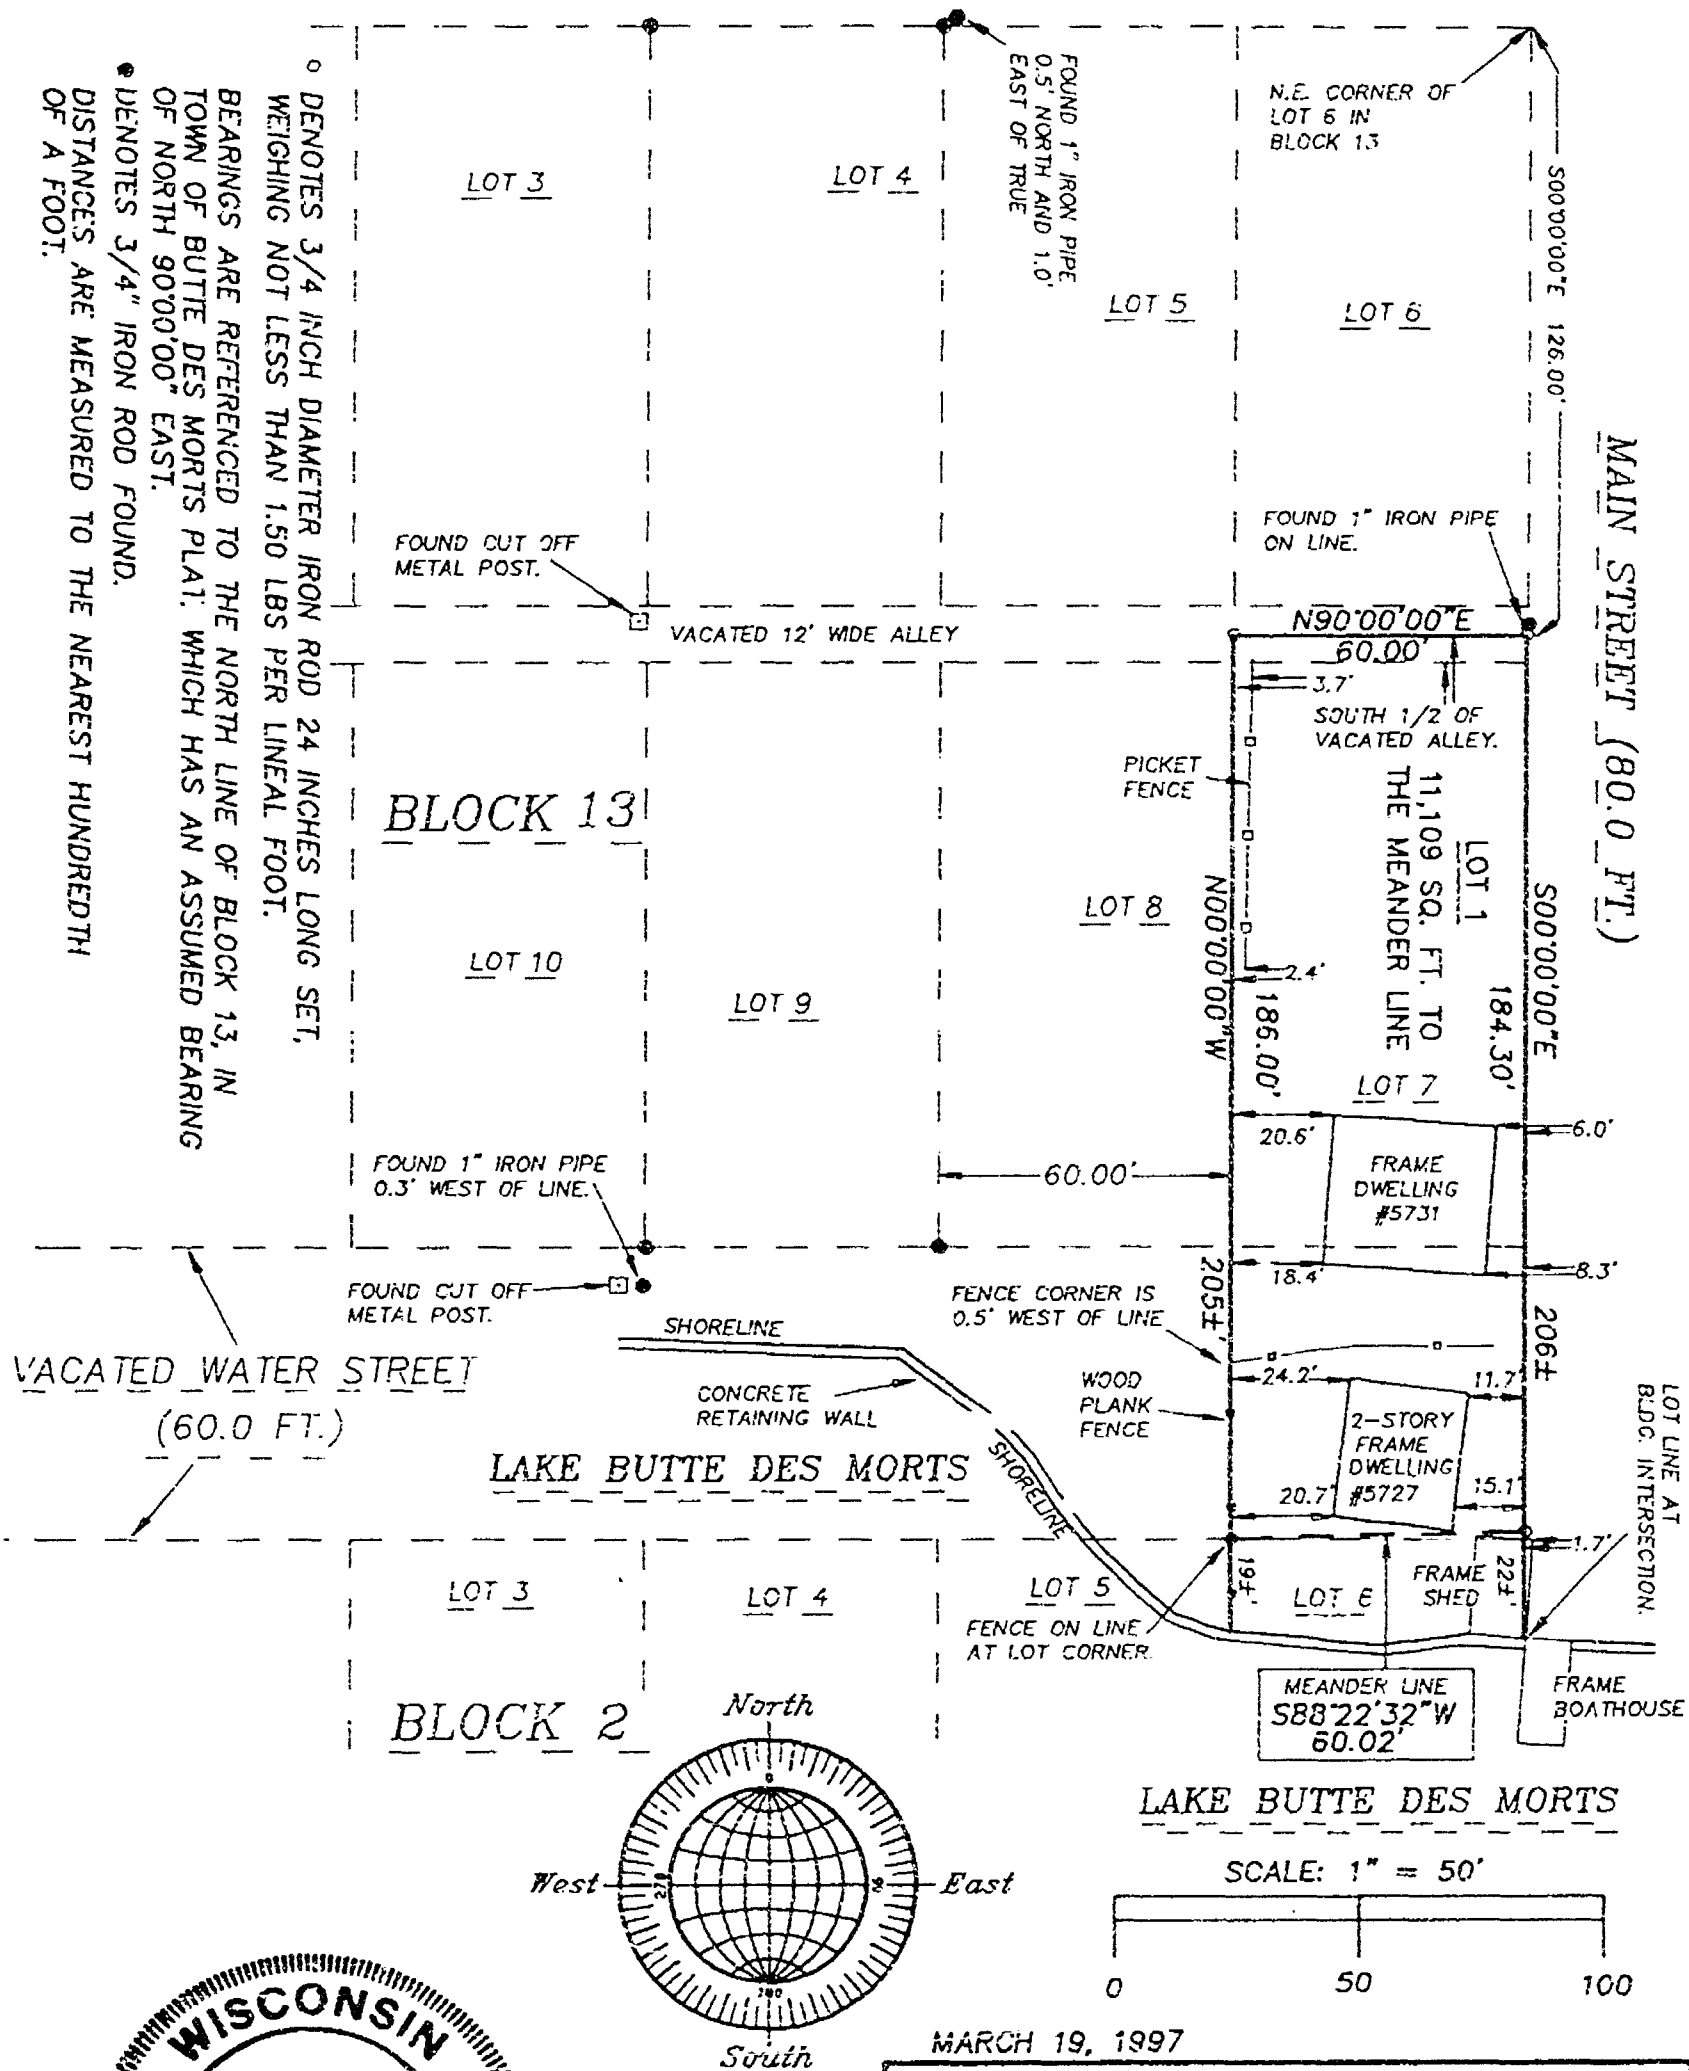 FOUND 1" IRON PIPE
0.5' NORTH AND 1.0'
EAST OF TRUE
N.E. CORNER OF
LOT 6 IN
BLOCK 13
S00°00'00"E 126.00'
MAIN STREET (80.0 FT.)
LOT 3
LOT 4
LOT 5
LOT 6
○ DENOTES 3/4 INCH DIAMETER IRON ROD 24 INCHES LONG SET,
WEIGHING NOT LESS THAN 1.50 LBS PER LINEAL FOOT.
BEARINGS ARE REFERENCED TO THE NORTH LINE OF BLOCK 13, IN
TOWN OF BUTTE DES MORTS PLAT. WHICH HAS AN ASSUMED BEARING
OF NORTH 90°00'00" EAST.
● DENOTES 3/4" IRON ROD FOUND.
DISTANCES ARE MEASURED TO THE NEAREST HUNDREDTH
OF A FOOT.
FOUND CUT OFF
METAL POST.
FOUND 1" IRON PIPE
ON LINE.
VACATED 12' WIDE ALLEY
N90°00'00"E
60.00'
3.7'
SOUTH 1/2 OF
VACATED ALLEY.
PICKET
FENCE
LOT 1
11,109 SQ. FT. TO
THE MEANDER LINE
BLOCK 13
LOT 8
N00°00'00"W
186.00'
S00°00'00"E
184.30'
LOT 10
LOT 9
2.4'
LOT 7
20.6'
6.0'
FOUND 1" IRON PIPE
0.3' WEST OF LINE.
60.00'
FRAME
DWELLING
#5731
18.4'
8.3'
205±'
206±
FOUND CUT OFF
METAL POST.
FENCE CORNER IS
0.5' WEST OF LINE
SHORELINE
VACATED WATER STREET
(60.0 FT.)
CONCRETE
RETAINING WALL
WOOD
PLANK
FENCE
24.2'
11.7'
2-STORY
FRAME
DWELLING
#5727
LOT LINE AT
BLDG. INTERSECTION.
LAKE BUTTE DES MORTS
SHORELINE
20.7'
15.1'
1.7'
LOT 3
LOT 4
LOT 5
19±'
LOT 6
FRAME
SHED
22±'
FENCE ON LINE
AT LOT CORNER.
MEANDER LINE
S88°22'32"W
60.02'
FRAME
BOATHOUSE
BLOCK 2
North
0
West
270
East
180
South
LAKE BUTTE DES MORTS
SCALE: 1" = 50'
0 50 100
WISCONSIN
MARCH 19, 1997